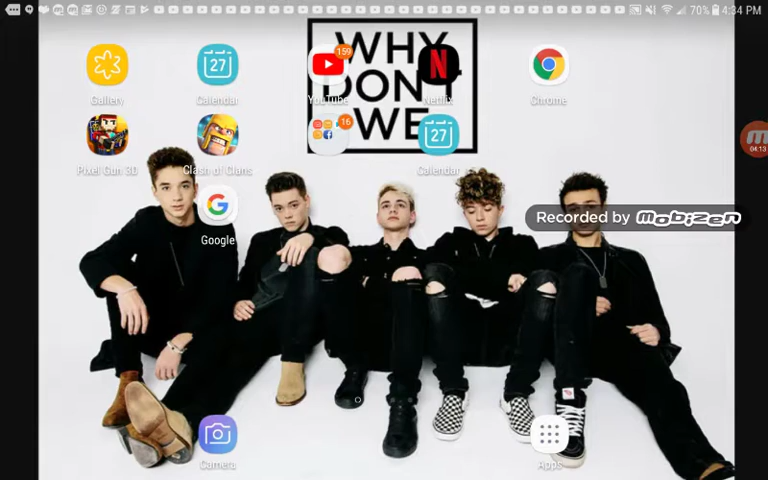 70% 4:34 PM
WHY
DON'T
WE
27
159
N
Gallery
Calendar
YouTube
Netflix
Chrome
16
27
04:13
Pixel Gun 3D
Clash of Clans
Calendar
Recorded by mobizen
G
Google
Camera
Apps